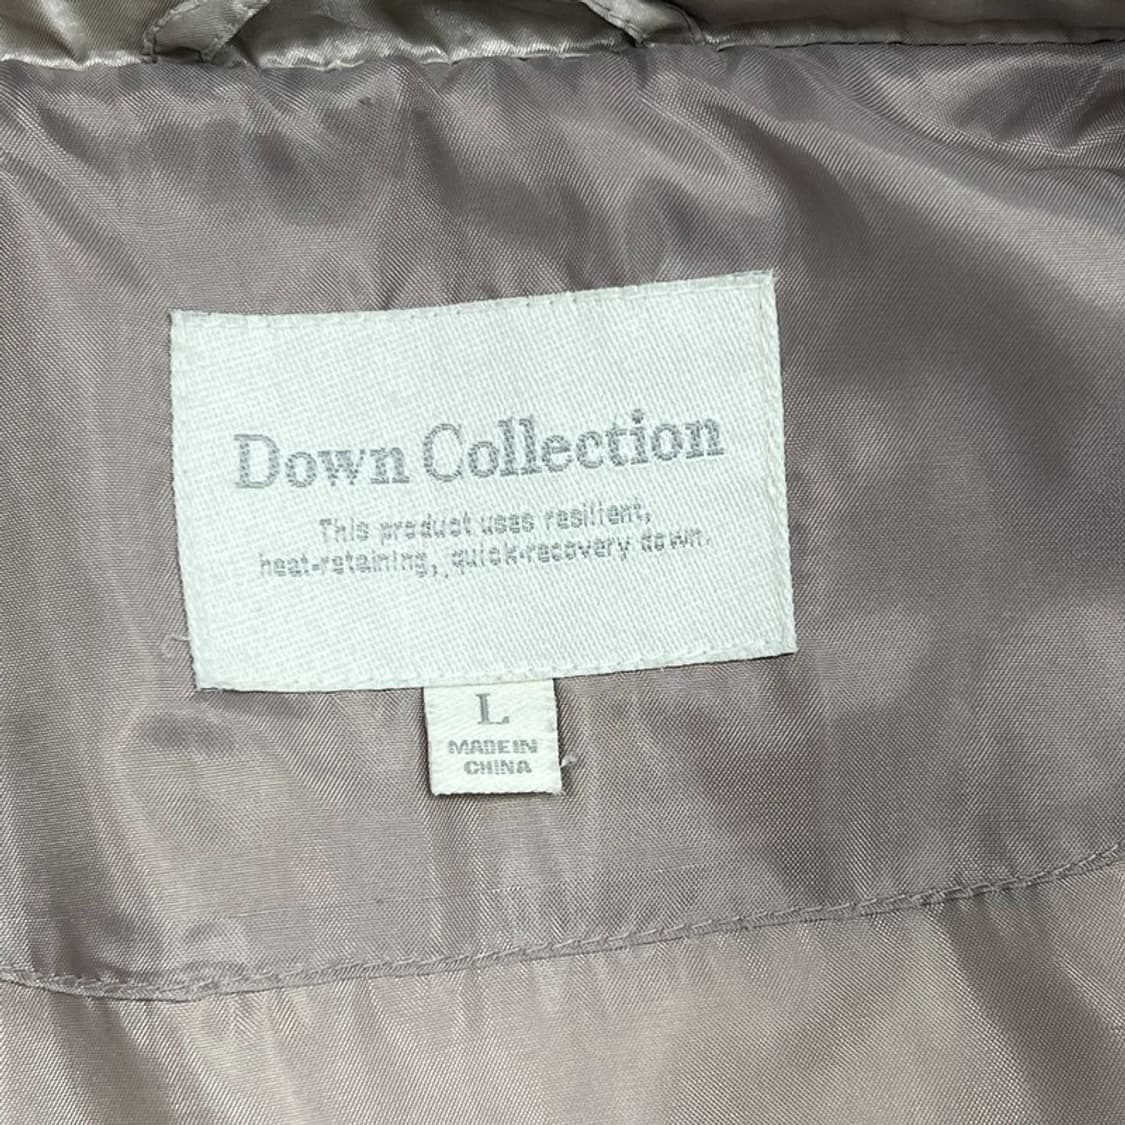 Down Collection
This product uses resilient,
heat-retaining, quick-recovery down.
L
MADE IN
CHINA